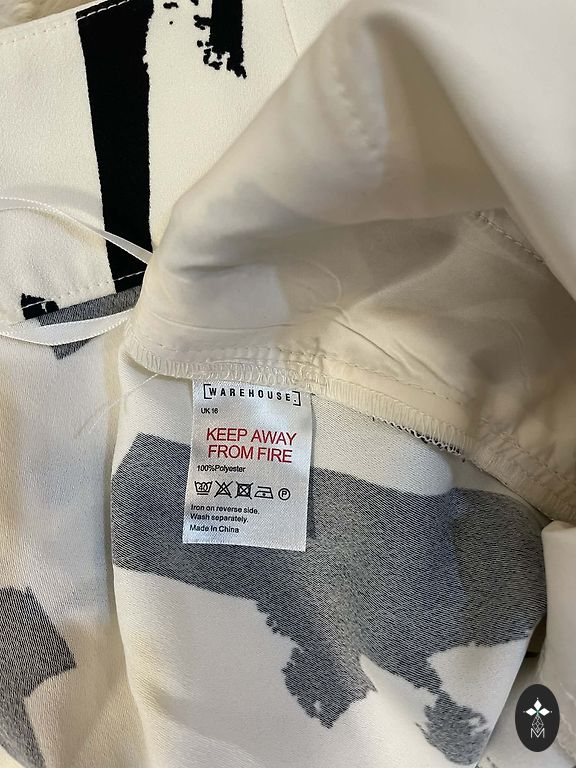 [WAREHOUSE:]
UK 16
KEEP AWAY
FROM FIRE
100%Polyester
P
Iron on reverse side.
Wash separately.
Made In China
M